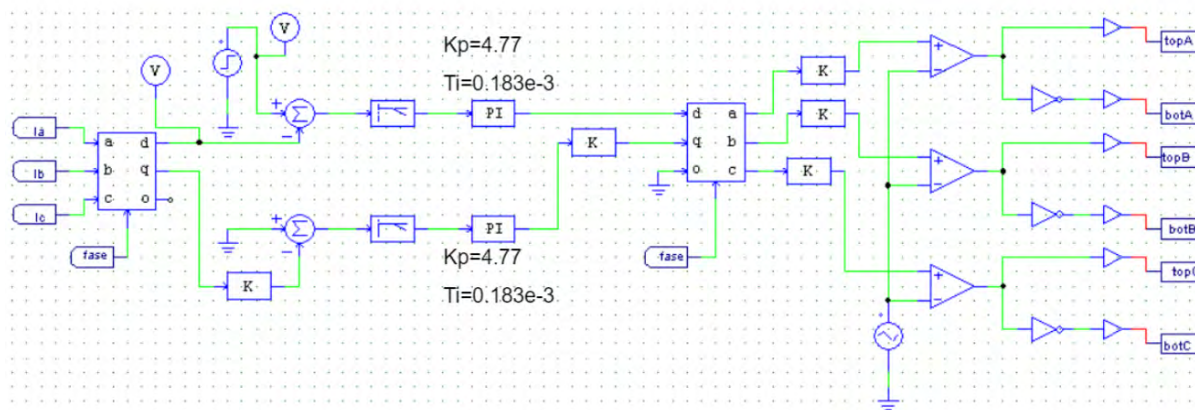 V
V
Kp=4.77
Ti=0.183e-3
K
topA
Ia
a
d
+
-
Σ
PI
d
a
K
+
-
botA
Ib
b
q
K
q
b
topB
Ic
c
o
o
c
K
+
-
fase
+
-
Σ
PI
fase
botB
Kp=4.77
Ti=0.183e-3
K
+
-
topC
botC